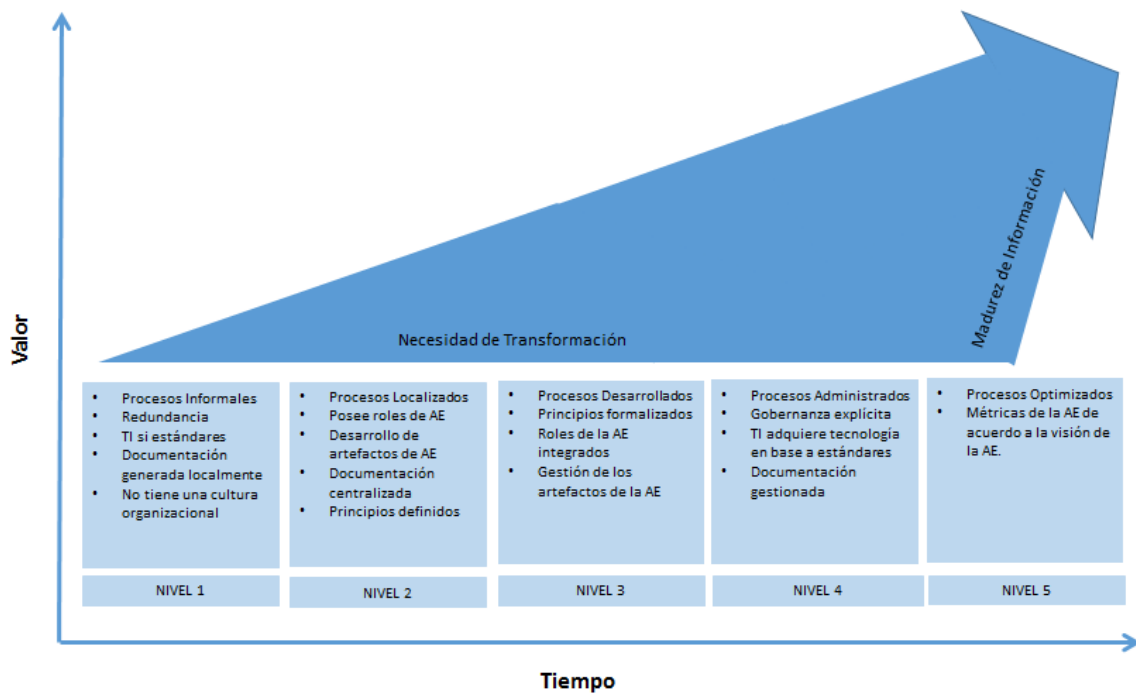 Valor
Necesidad de Transformación
Madurez de Información
• Procesos Informales
• Redundancia
• TI si estándares
• Documentación
generada localmente
• No tiene una cultura
organizacional
NIVEL 1
• Procesos Localizados
• Posee roles de AE
• Desarrollo de
artefactos de AE
• Documentación
centralizada
• Principios definidos
NIVEL 2
• Procesos Desarrollados
• Principios formalizados
• Roles de la AE
integrados
• Gestión de los
artefactos de la AE
NIVEL 3
• Procesos Administrados
• Gobernanza explícita
• TI adquiere tecnología
en base a estándares
• Documentación
gestionada
NIVEL 4
• Procesos Optimizados
• Métricas de la AE de
acuerdo a la visión de
la AE.
NIVEL 5
Tiempo